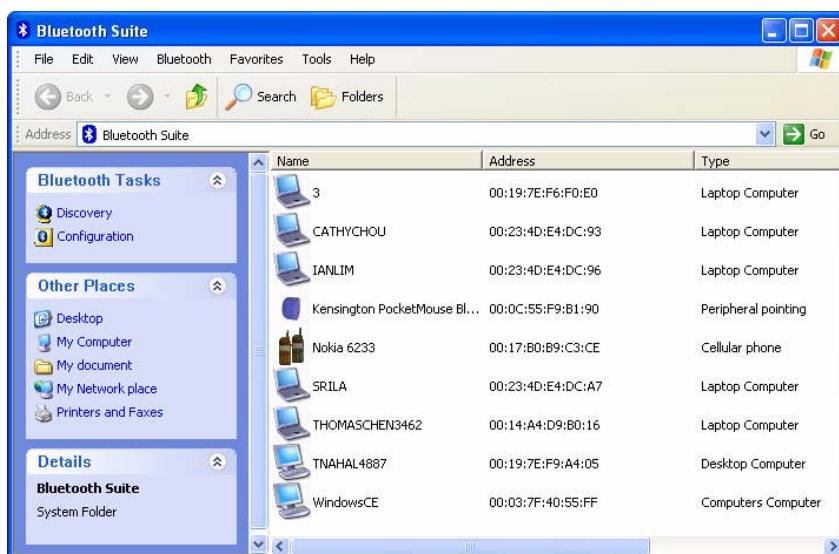 Bluetooth Suite
File Edit View Bluetooth Favorites Tools Help
Back Search Folders
Address Bluetooth Suite Go
Bluetooth Tasks
Discovery
Configuration
Other Places
Desktop
My Computer
My document
My Network place
Printers and Faxes
Details
Bluetooth Suite
System Folder
Name Address Type
3 00:19:7E:F6:F0:E0 Laptop Computer
CATHYCHOU 00:23:4D:E4:DC:93 Laptop Computer
IANLIM 00:23:4D:E4:DC:96 Laptop Computer
Kensington PocketMouse Bl... 00:0C:55:F9:B1:90 Peripheral pointing
Nokia 6233 00:17:B0:B9:C3:CE Cellular phone
SRILA 00:23:4D:E4:DC:A7 Laptop Computer
THOMASCHEN3462 00:14:A4:D9:B0:16 Laptop Computer
TNAHAL4887 00:19:7E:F9:A4:05 Desktop Computer
WindowsCE 00:03:7F:40:55:FF Computers Computer